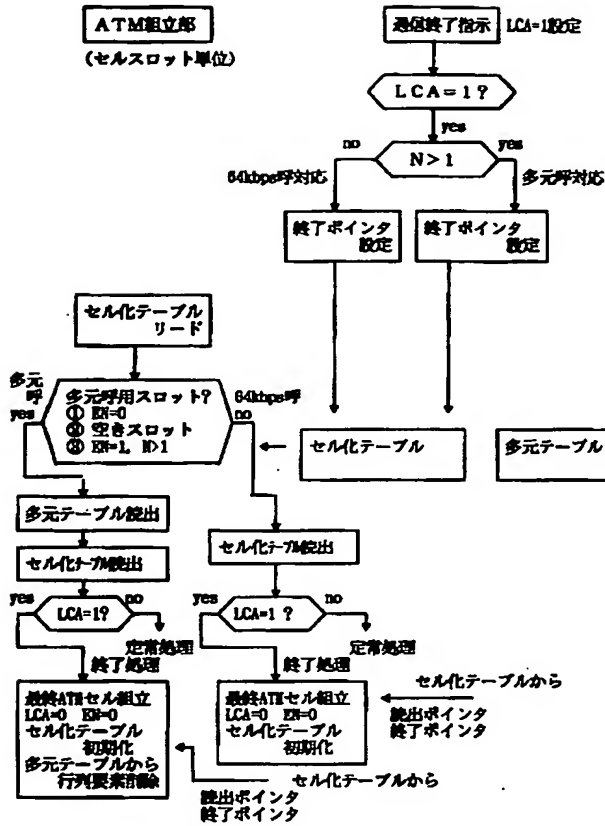 ATM組立部
(セルスロット単位)
通信終了指示 LCA=1設定
LCA=1?
yes
no
yes
N>1
64kbps呼対応
多元呼対応
終了ポインタ
設定
終了ポインタ
設定
セル化テーブル
リード
多元
呼
yes
多元呼用スロット?
① EN=0
② 空きスロット
③ EN=1, N>1
64kbps呼
no
セル化テーブル
多元テーブル
多元テーブル読出
セル化テーブル読出
セル化テーブル読出
yes
LCA=1?
no
yes
LCA=1 ?
no
定常処理
定常処理
終了処理
終了処理
最終ATMセル組立
LCA=0 EN=0
セル化テーブル
初期化
多元テーブルから
行列要素削除
最終ATMセル組立
LCA=0 EN=0
セル化テーブル
初期化
セル化テーブルから
読出ポインタ
終了ポインタ
セル化テーブルから
読出ポインタ
終了ポインタ